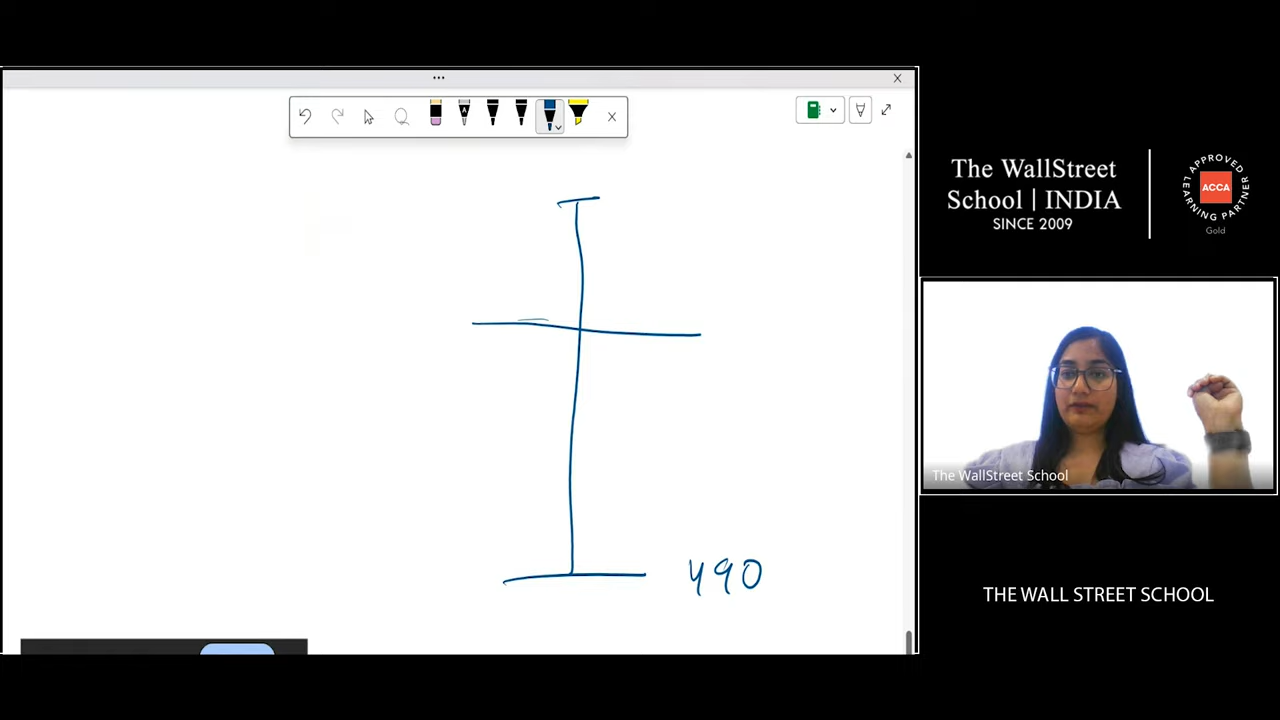 The WallStreet
School | INDIA
SINCE 2009
APPROVED
LEARNING PARTNER
ACCA
Gold
490
The WallStreet School
THE WALL STREET SCHOOL